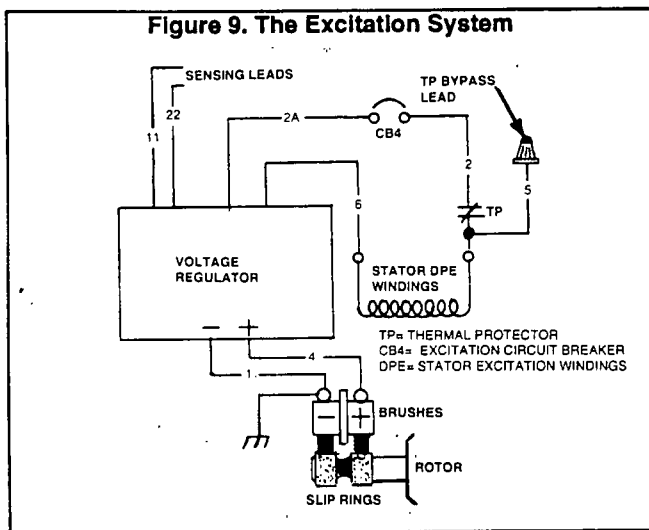 Figure 9. The Excitation System
SENSING LEADS
TP BYPASS
LEAD
11
22
2A
CB4
2
5
TP
6
VOLTAGE
REGULATOR
STATOR DPE
WINDINGS
TP= THERMAL PROTECTOR
CB4= EXCITATION CIRCUIT BREAKER
DPE= STATOR EXCITATION WINDINGS
− +
1
4
− +
BRUSHES
ROTOR
SLIP RINGS